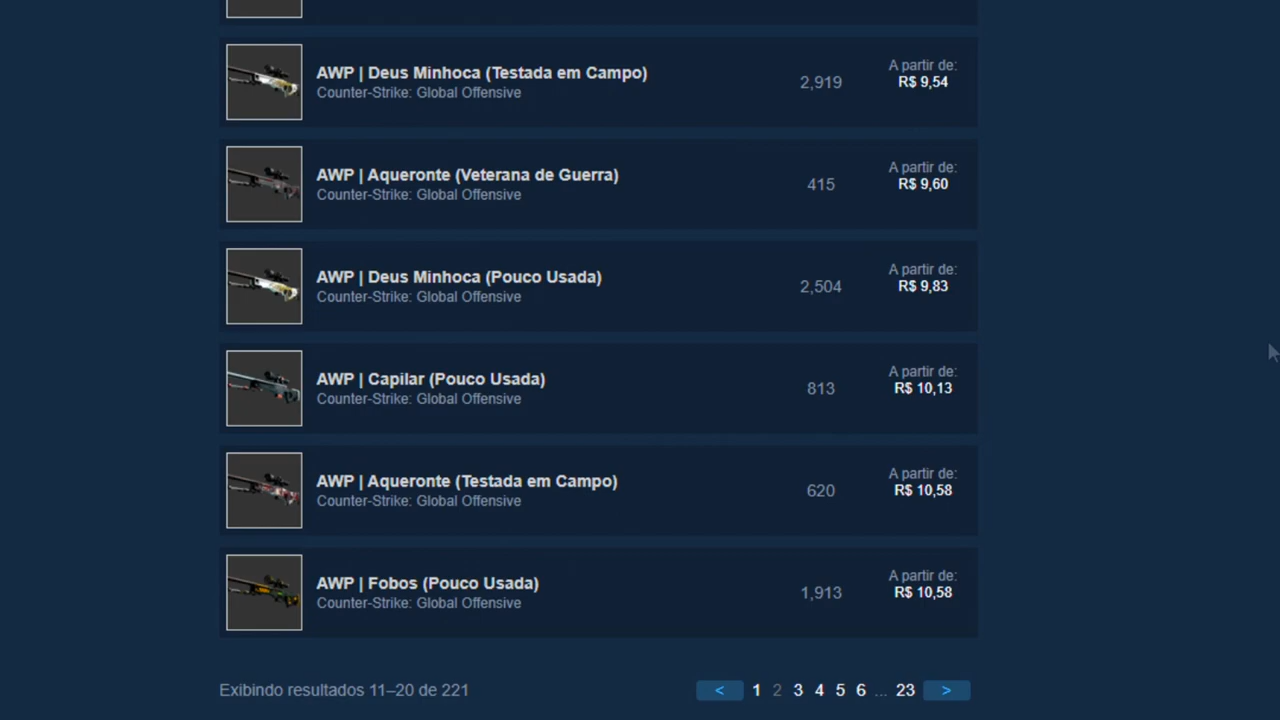 AWP | Deus Minhoca (Testada em Campo)
Counter-Strike: Global Offensive
2,919
A partir de:
R$ 9,54
AWP | Aqueronte (Veterana de Guerra)
Counter-Strike: Global Offensive
415
A partir de:
R$ 9,60
AWP | Deus Minhoca (Pouco Usada)
Counter-Strike: Global Offensive
2,504
A partir de:
R$ 9,83
AWP | Capilar (Pouco Usada)
Counter-Strike: Global Offensive
813
A partir de:
R$ 10,13
AWP | Aqueronte (Testada em Campo)
Counter-Strike: Global Offensive
620
A partir de:
R$ 10,58
AWP | Fobos (Pouco Usada)
Counter-Strike: Global Offensive
1,913
A partir de:
R$ 10,58
Exibindo resultados 11–20 de 221
< 1 2 3 4 5 6 ... 23 >